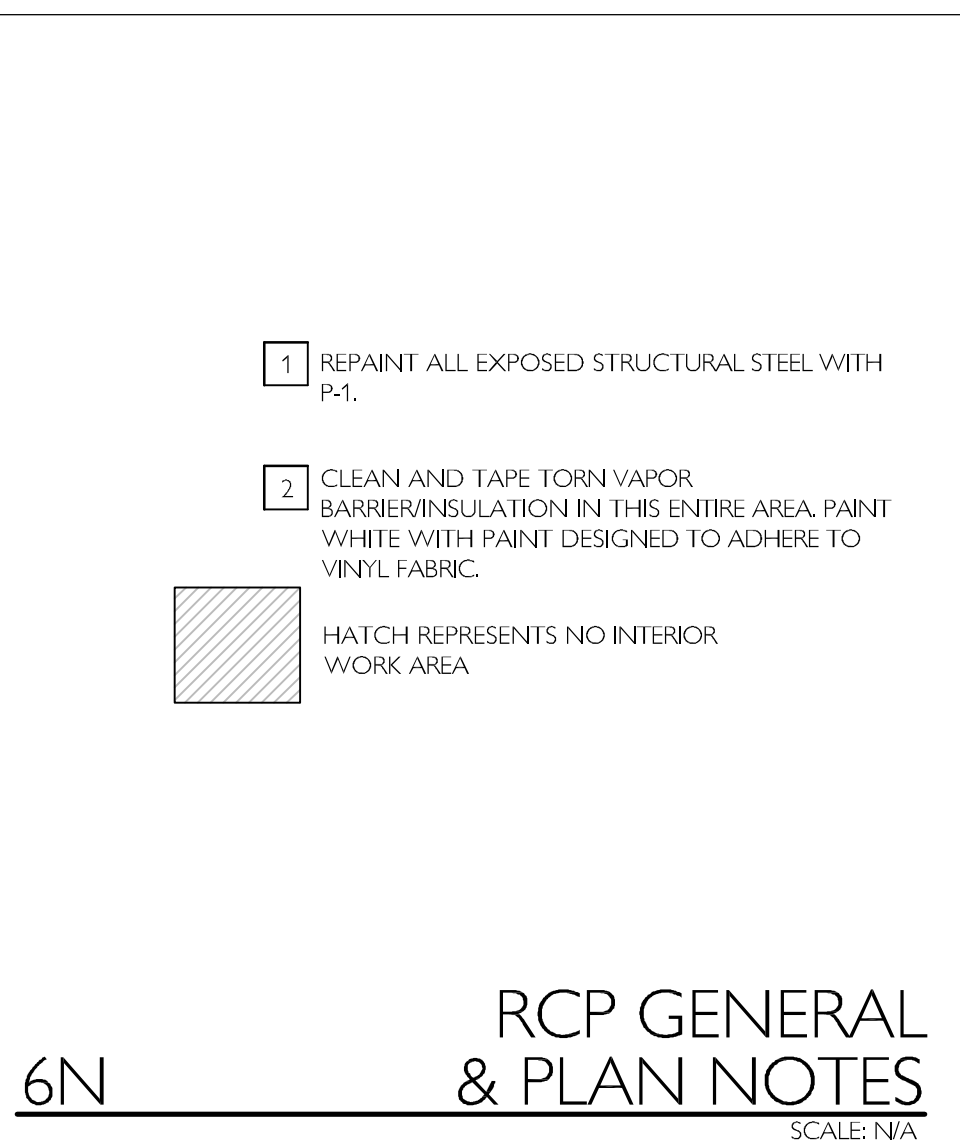 1 REPAINT ALL EXPOSED STRUCTURAL STEEL WITH
P-1.
2 CLEAN AND TAPE TORN VAPOR
BARRIER/INSULATION IN THIS ENTIRE AREA. PAINT
WHITE WITH PAINT DESIGNED TO ADHERE TO
VINYL FABRIC.
HATCH REPRESENTS NO INTERIOR
WORK AREA
RCP GENERAL
6N & PLAN NOTES
SCALE: N/A